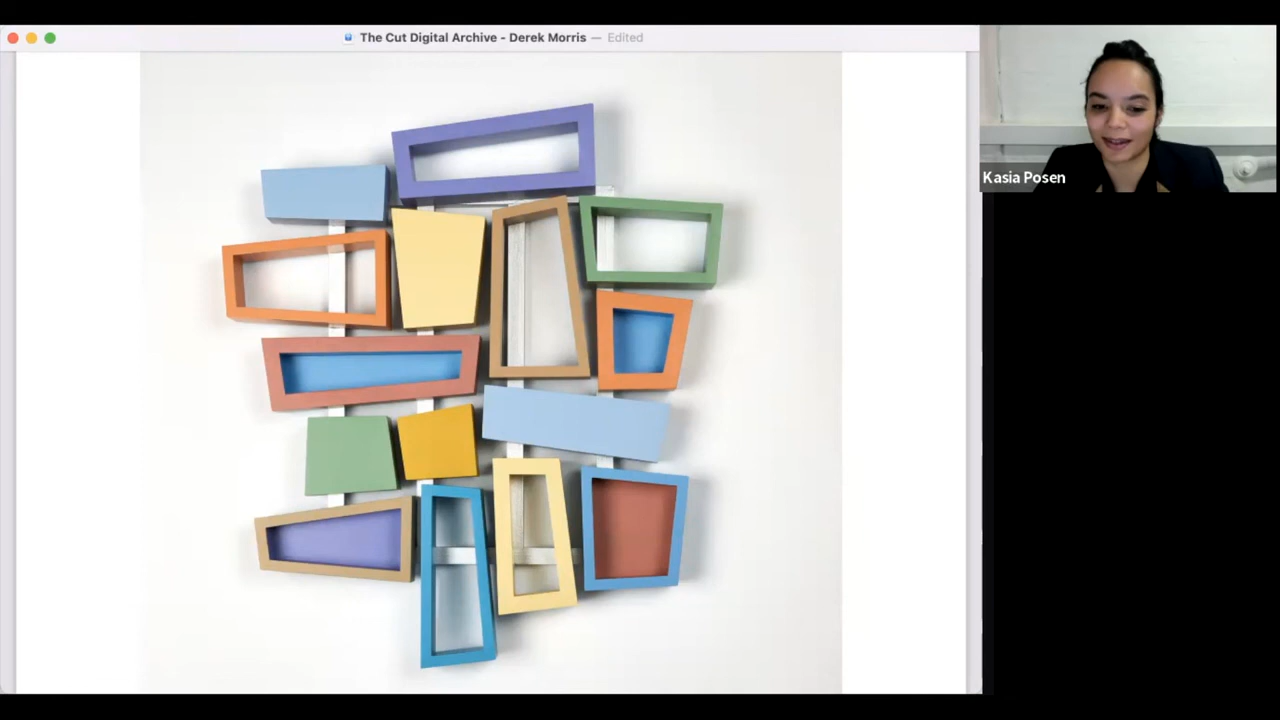 The Cut Digital Archive - Derek Morris — Edited
Kasia Posen